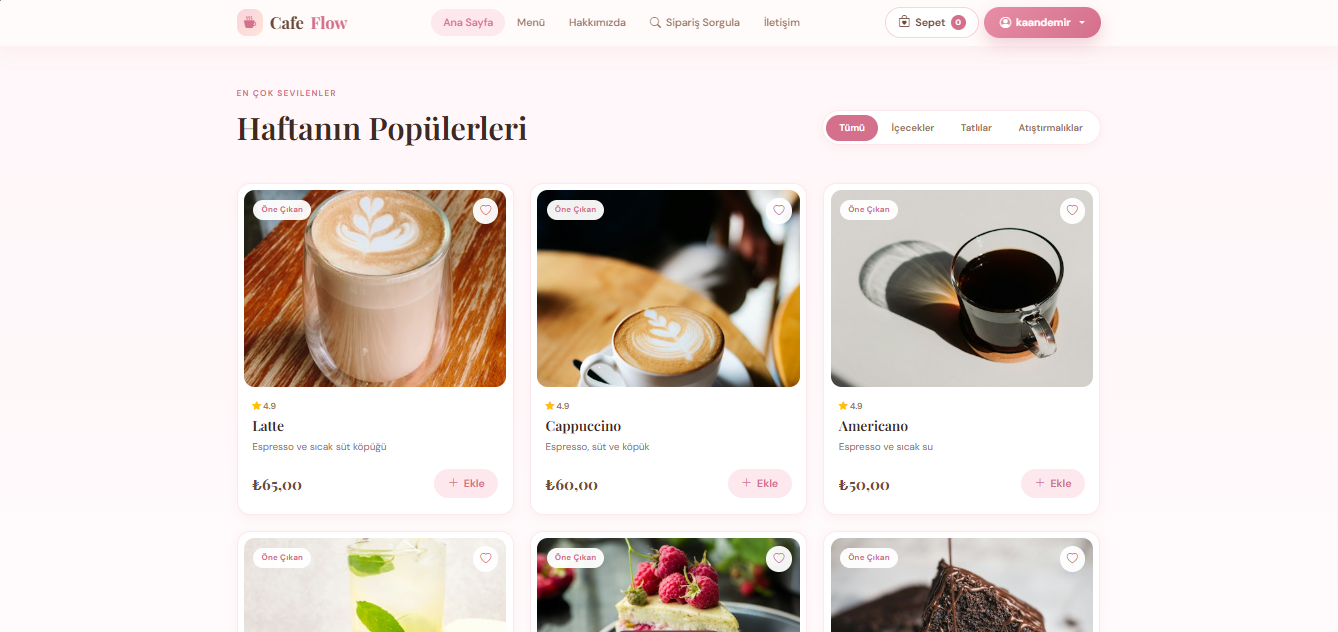 Cafe Flow
Ana Sayfa
Menü
Hakkımızda
Sipariş Sorgula
İletişim
Sepet 0
kaandemir
EN ÇOK SEVILENLER
Haftanın Popülerleri
Tümü
İçecekler
Tatlılar
Atıştırmalıklar
Öne Çıkan
Öne Çıkan
Öne Çıkan
4.9
Latte
Espresso ve sıcak süt köpüğü
₺65,00
Ekle
4.9
Cappuccino
Espresso, süt ve köpük
₺60,00
Ekle
4.9
Americano
Espresso ve sıcak su
₺50,00
Ekle
Öne Çıkan
Öne Çıkan
Öne Çıkan